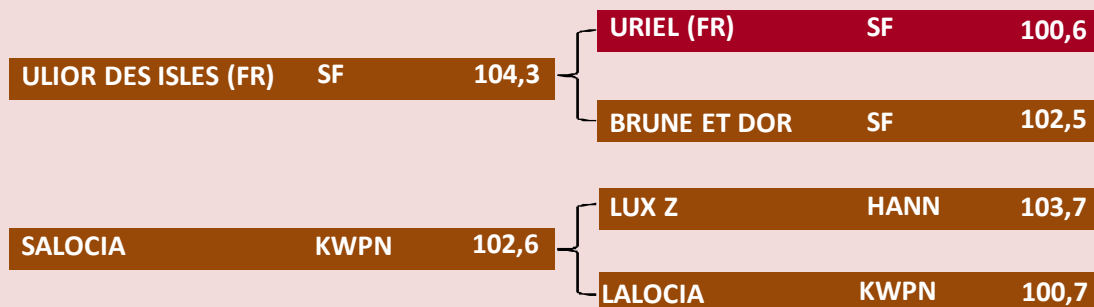 URIEL (FR) SF 100,6
ULIOR DES ISLES (FR) SF 104,3
BRUNE ET DOR SF 102,5
LUX Z HANN 103,7
SALOCIA KWPN 102,6
LALOCIA KWPN 100,7